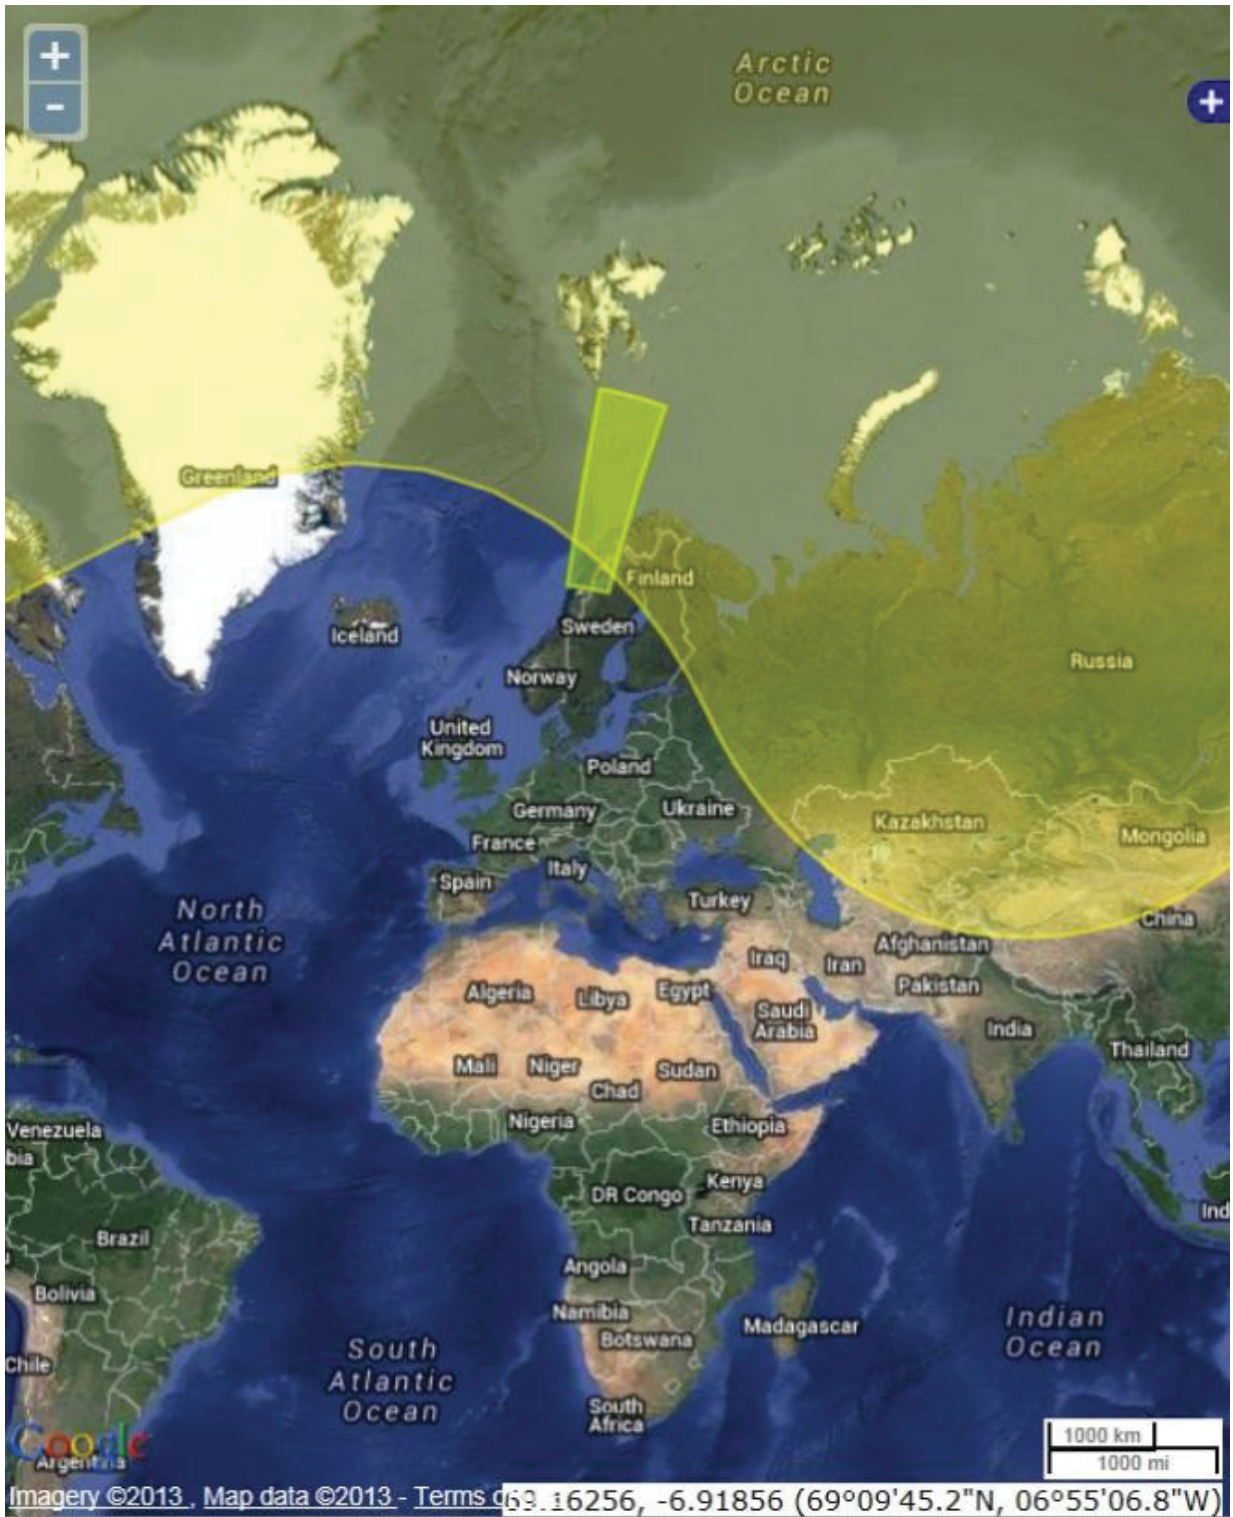 +
-
Arctic
Ocean
+
Greenland
Finland
Iceland
Sweden
Norway
Russia
United
Kingdom
Poland
Germany
Ukraine
Kazakhstan
Mongolia
France
Italy
Spain
Turkey
North
Atlantic
Ocean
China
Afghanistan
Iraq
Iran
Pakistan
Algeria
Libya
Egypt
Saudi
Arabia
India
Thailand
Mali
Niger
Sudan
Chad
Nigeria
Ethiopia
Venezuela
bia
DR Congo
Kenya
Tanzania
Ind
Brazil
Angola
Bolivia
Namibia
Botswana
Madagascar
Indian
Ocean
South
Atlantic
Ocean
Chile
South
Africa
Google
Argentina
1000 km
1000 mi
Imagery ©2013 , Map data ©2013 - Terms
-6.91856 (69°09'45.2"N, 06°55'06.8"W)